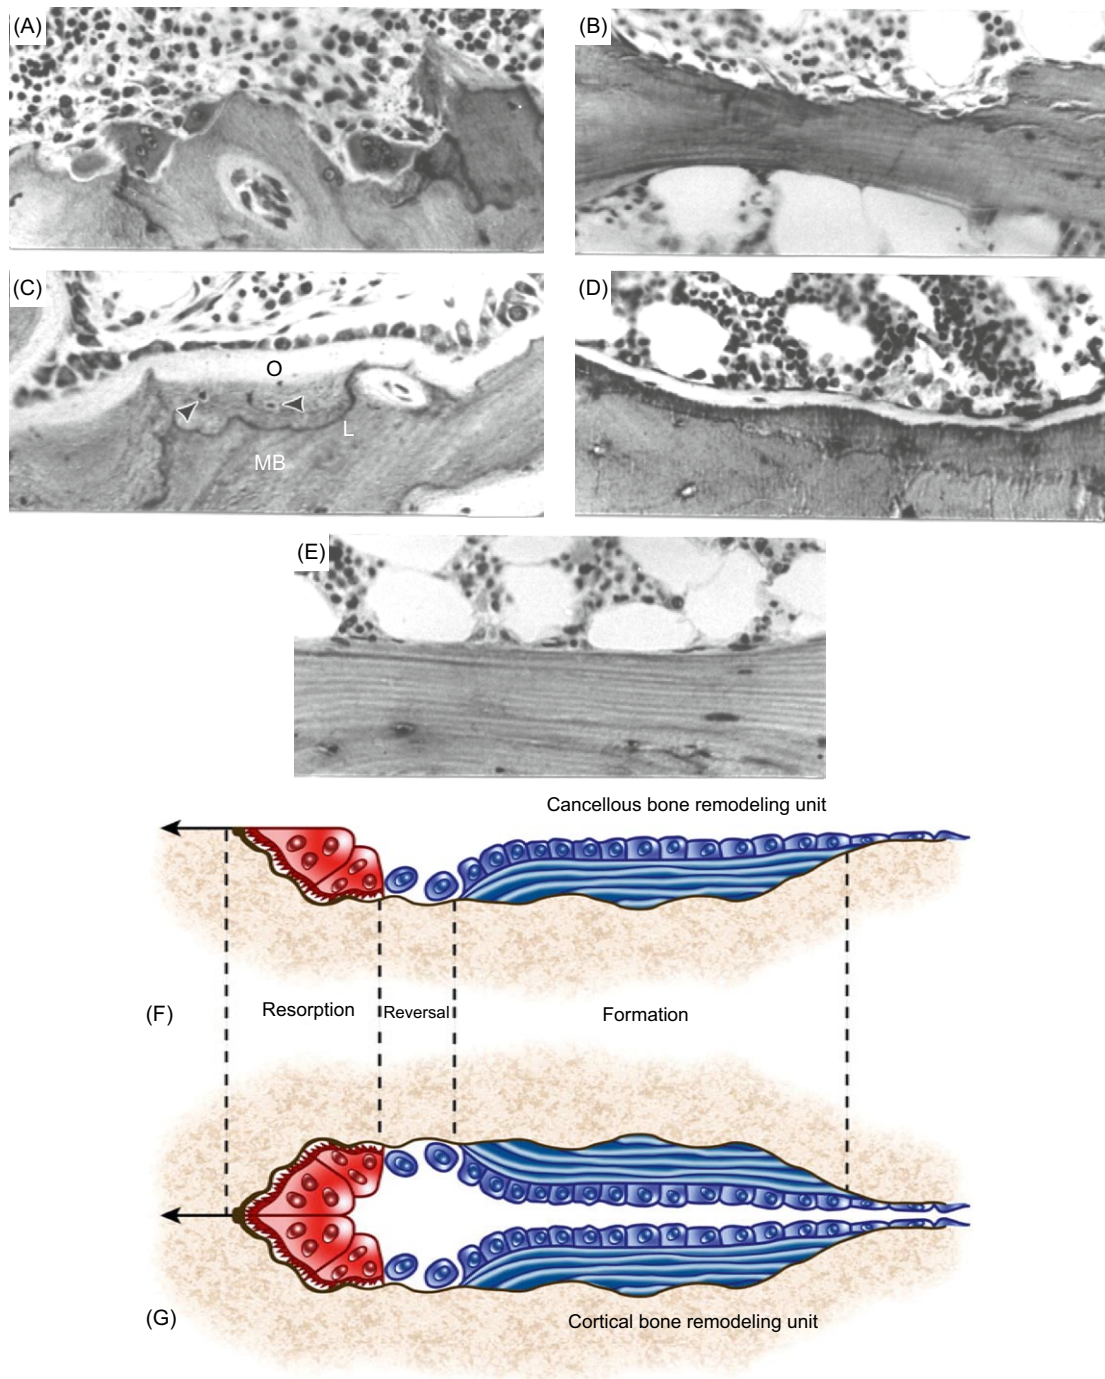 (A)
(B)
(C)
O
L
MB
(D)
(E)
Cancellous bone remodeling unit
(F)
Resorption
Reversal
Formation
(G)
Cortical bone remodeling unit